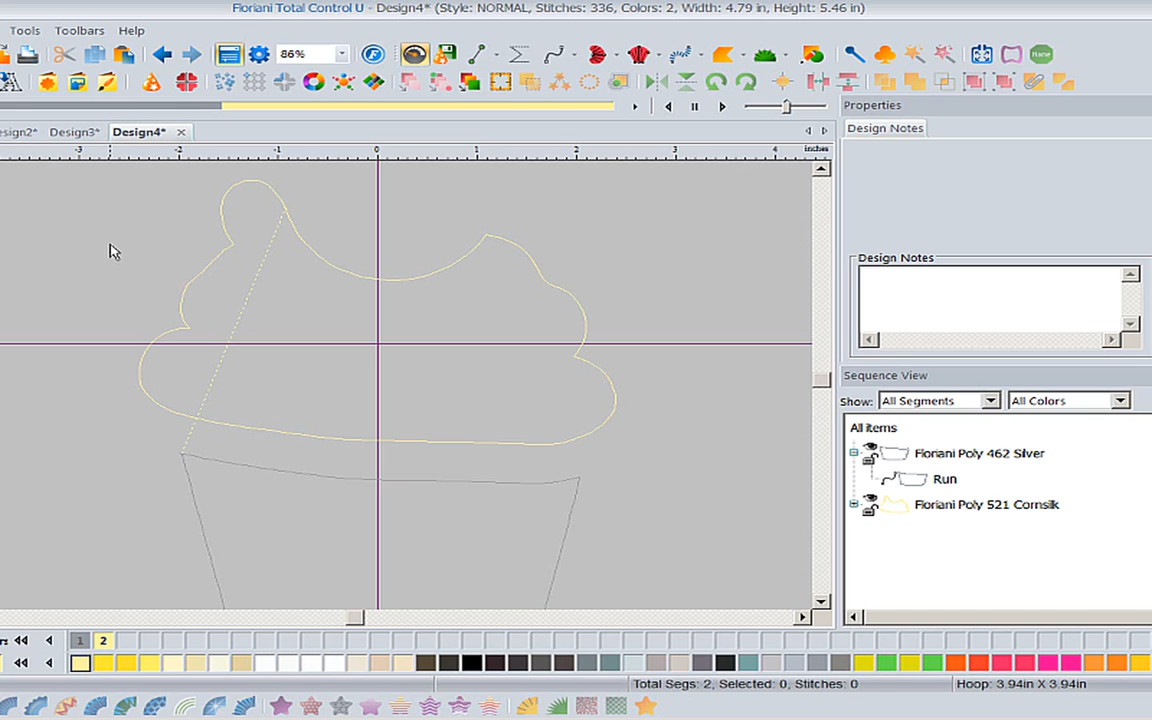 Floriani Total Control U - Design4* (Style: NORMAL, Stitches: 336, Colors: 2, Width: 4.79 in, Height: 5.46 in)
Tools Toolbars Help
86%
Properties
esign2* Design3* Design4* Design Notes
-3 -2 -1 0 1 2 3 4 inches
Design Notes
Sequence View
Show: All Segments All Colors
All items
Floriani Poly 462 Silver
Run
Floriani Poly 521 Cornsilk
1 2
Total Segs: 2, Selected: 0, Stitches: 0 Hoop: 3.94in X 3.94in